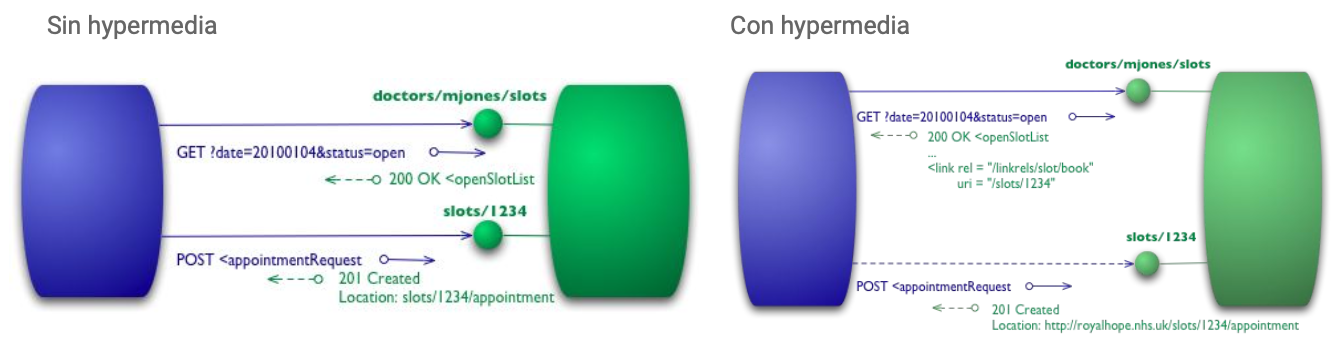 Sin hypermedia
doctors/mjones/slots
GET ?date=20100104&status=open
200 OK <openSlotList
slots/1234
POST <appointmentRequest
201 Created
Location: slots/1234/appointment
Con hypermedia
doctors/mjones/slots
GET ?date=20100104&status=open
200 OK <openSlotList
...
<link rel = "/linkrels/slot/book"
uri = "/slots/1234"
slots/1234
POST <appointmentRequest
201 Created
Location: http://royalhope.nhs.uk/slots/1234/appointment